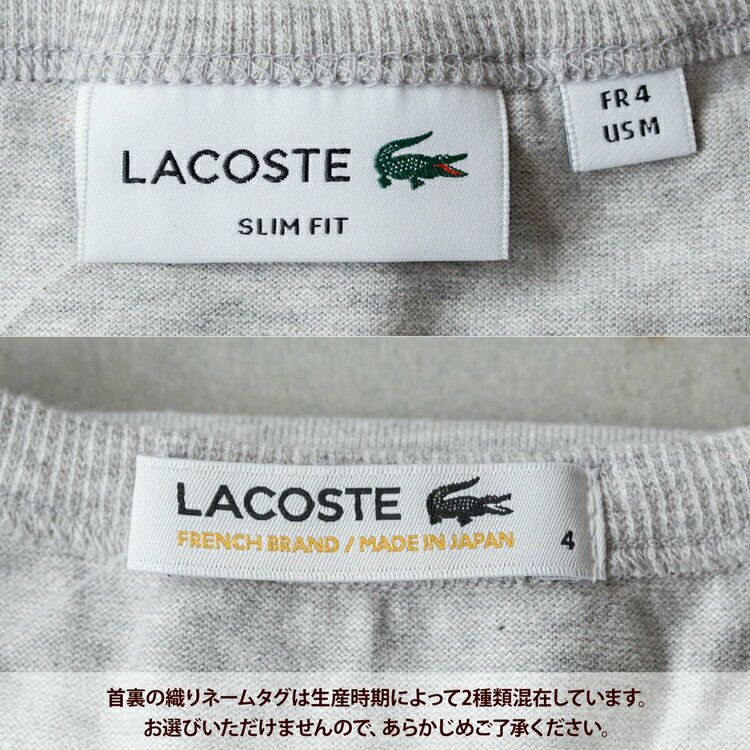 LACOSTE
SLIM FIT
FR 4
US M
LACOSTE
FRENCH BRAND / MADE IN JAPAN
4
首裏の織りネームタグは生産時期によって2種類混在しています。
お選びいただけませんので、あらかじめご了承ください。